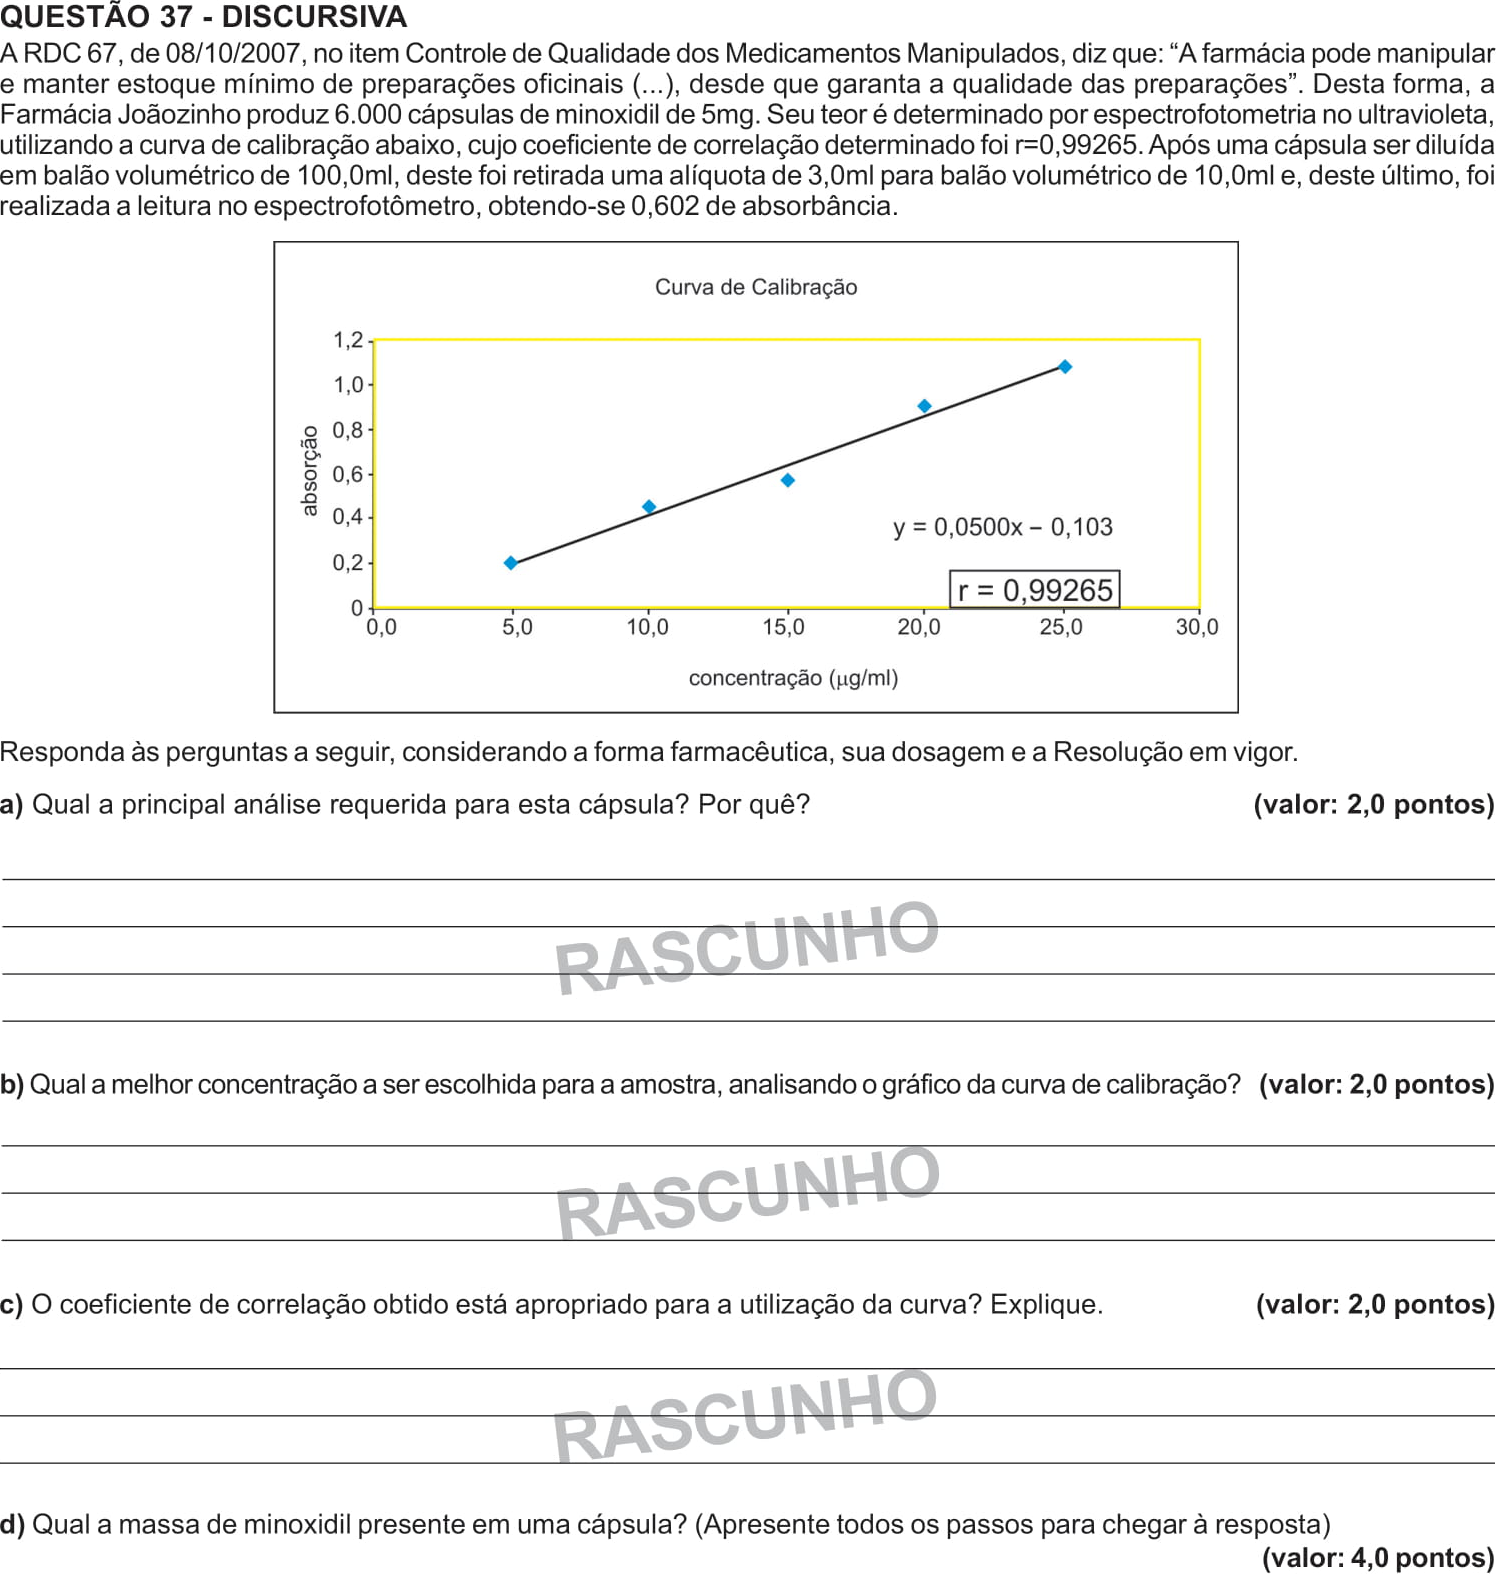 QUESTÃO 37 - DISCURSIVA
A RDC 67, de 08/10/2007, no item Controle de Qualidade dos Medicamentos Manipulados, diz que: “A farmácia pode manipular
e manter estoque mínimo de preparações oficinais (...), desde que garanta a qualidade das preparações”. Desta forma, a
Farmácia Joãozinho produz 6.000 cápsulas de minoxidil de 5mg. Seu teor é determinado por espectrofotometria no ultravioleta,
utilizando a curva de calibração abaixo, cujo coeficiente de correlação determinado foi r=0,99265. Após uma cápsula ser diluída
em balão volumétrico de 100,0ml, deste foi retirada uma alíquota de 3,0ml para balão volumétrico de 10,0ml e, deste último, foi
realizada a leitura no espectrofotômetro, obtendo-se 0,602 de absorbância.
Curva de Calibração
1,2
1,0
0,8
0,6
0,4
0,2
0
absorção
y = 0,0500x – 0,103
r = 0,99265
0,0 5,0 10,0 15,0 20,0 25,0 30,0
concentração (μg/ml)
Responda às perguntas a seguir, considerando a forma farmacêutica, sua dosagem e a Resolução em vigor.
a) Qual a principal análise requerida para esta cápsula? Por quê? (valor: 2,0 pontos)
RASCUNHO
b) Qual a melhor concentração a ser escolhida para a amostra, analisando o gráfico da curva de calibração? (valor: 2,0 pontos)
RASCUNHO
c) O coeficiente de correlação obtido está apropriado para a utilização da curva? Explique. (valor: 2,0 pontos)
RASCUNHO
d) Qual a massa de minoxidil presente em uma cápsula? (Apresente todos os passos para chegar à resposta)
(valor: 4,0 pontos)